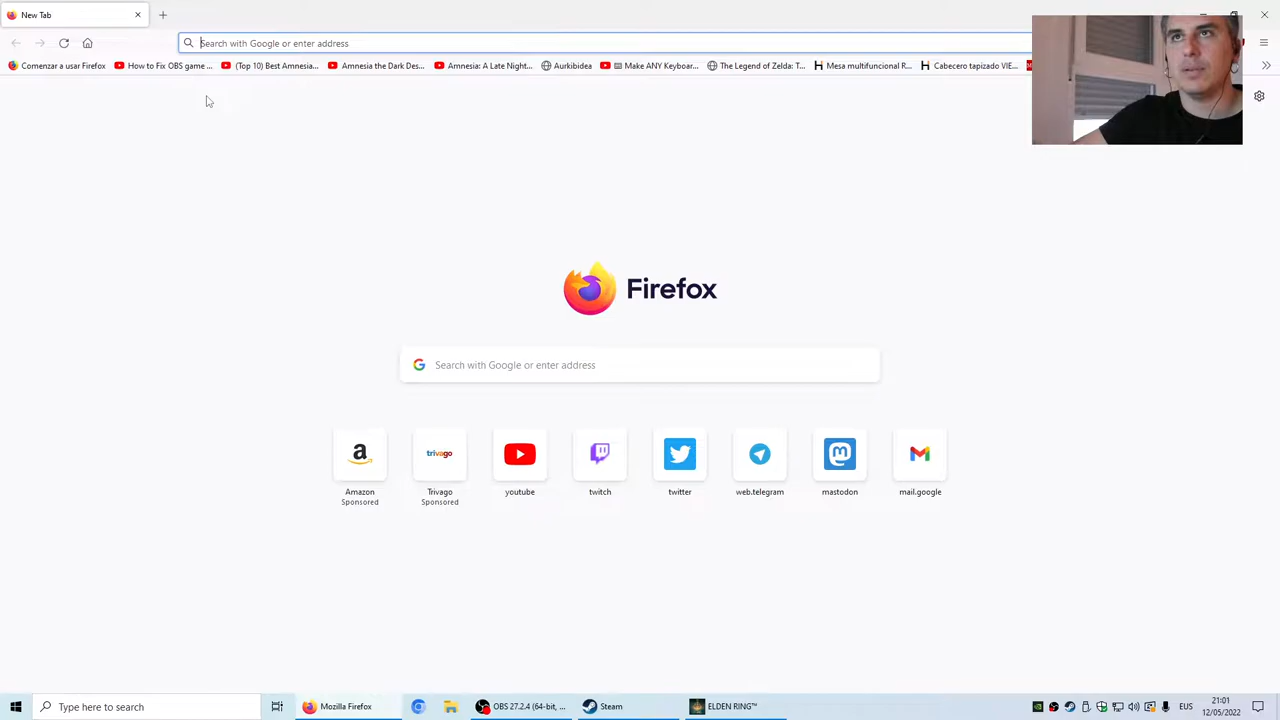 New Tab
Search with Google or enter address
Comenzar a usar Firefox
How to Fix OBS game ...
(Top 10) Best Amnesia...
Amnesia the Dark Des...
Amnesia: A Late Night...
Aurkibidea
Make ANY Keyboar...
The Legend of Zelda: T...
Mesa multifuncional R...
Cabecero tapizado VIE...
Firefox
Search with Google or enter address
a
trivago
Amazon
Sponsored
Trivago
Sponsored
youtube
twitch
twitter
web.telegram
mastodon
mail.google
Type here to search
Mozilla Firefox
OBS 27.2.4 (64-bit, ...
Steam
ELDEN RING™
EUS
21:01
12/05/2022